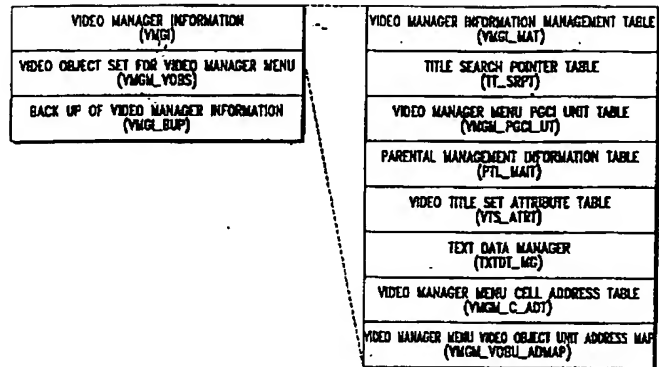 VIDEO MANAGER INFORMATION
(VMGI)
VIDEO OBJECT SET FOR VIDEO MANAGER MENU
(VMGM_VOBS)
BACK UP OF VIDEO MANAGER INFORMATION
(VMGI_BUP)
VIDEO MANAGER INFORMATION MANAGEMENT TABLE
(VMGI_MAT)
TITLE SEARCH POINTER TABLE
(TT_SRPT)
VIDEO MANAGER MENU PGCI UNIT TABLE
(VMGM_PGCI_UT)
PARENTAL MANAGEMENT INFORMATION TABLE
(PTL_MAIT)
VIDEO TITLE SET ATTRIBUTE TABLE
(VTS_ATRT)
TEXT DATA MANAGER
(TXTDT_MG)
VIDEO MANAGER MENU CELL ADDRESS TABLE
(VMGM_C_ADT)
VIDEO MANAGER MENU VIDEO OBJECT UNIT ADDRESS MAP
(VMGM_VOBU_ADMAP)